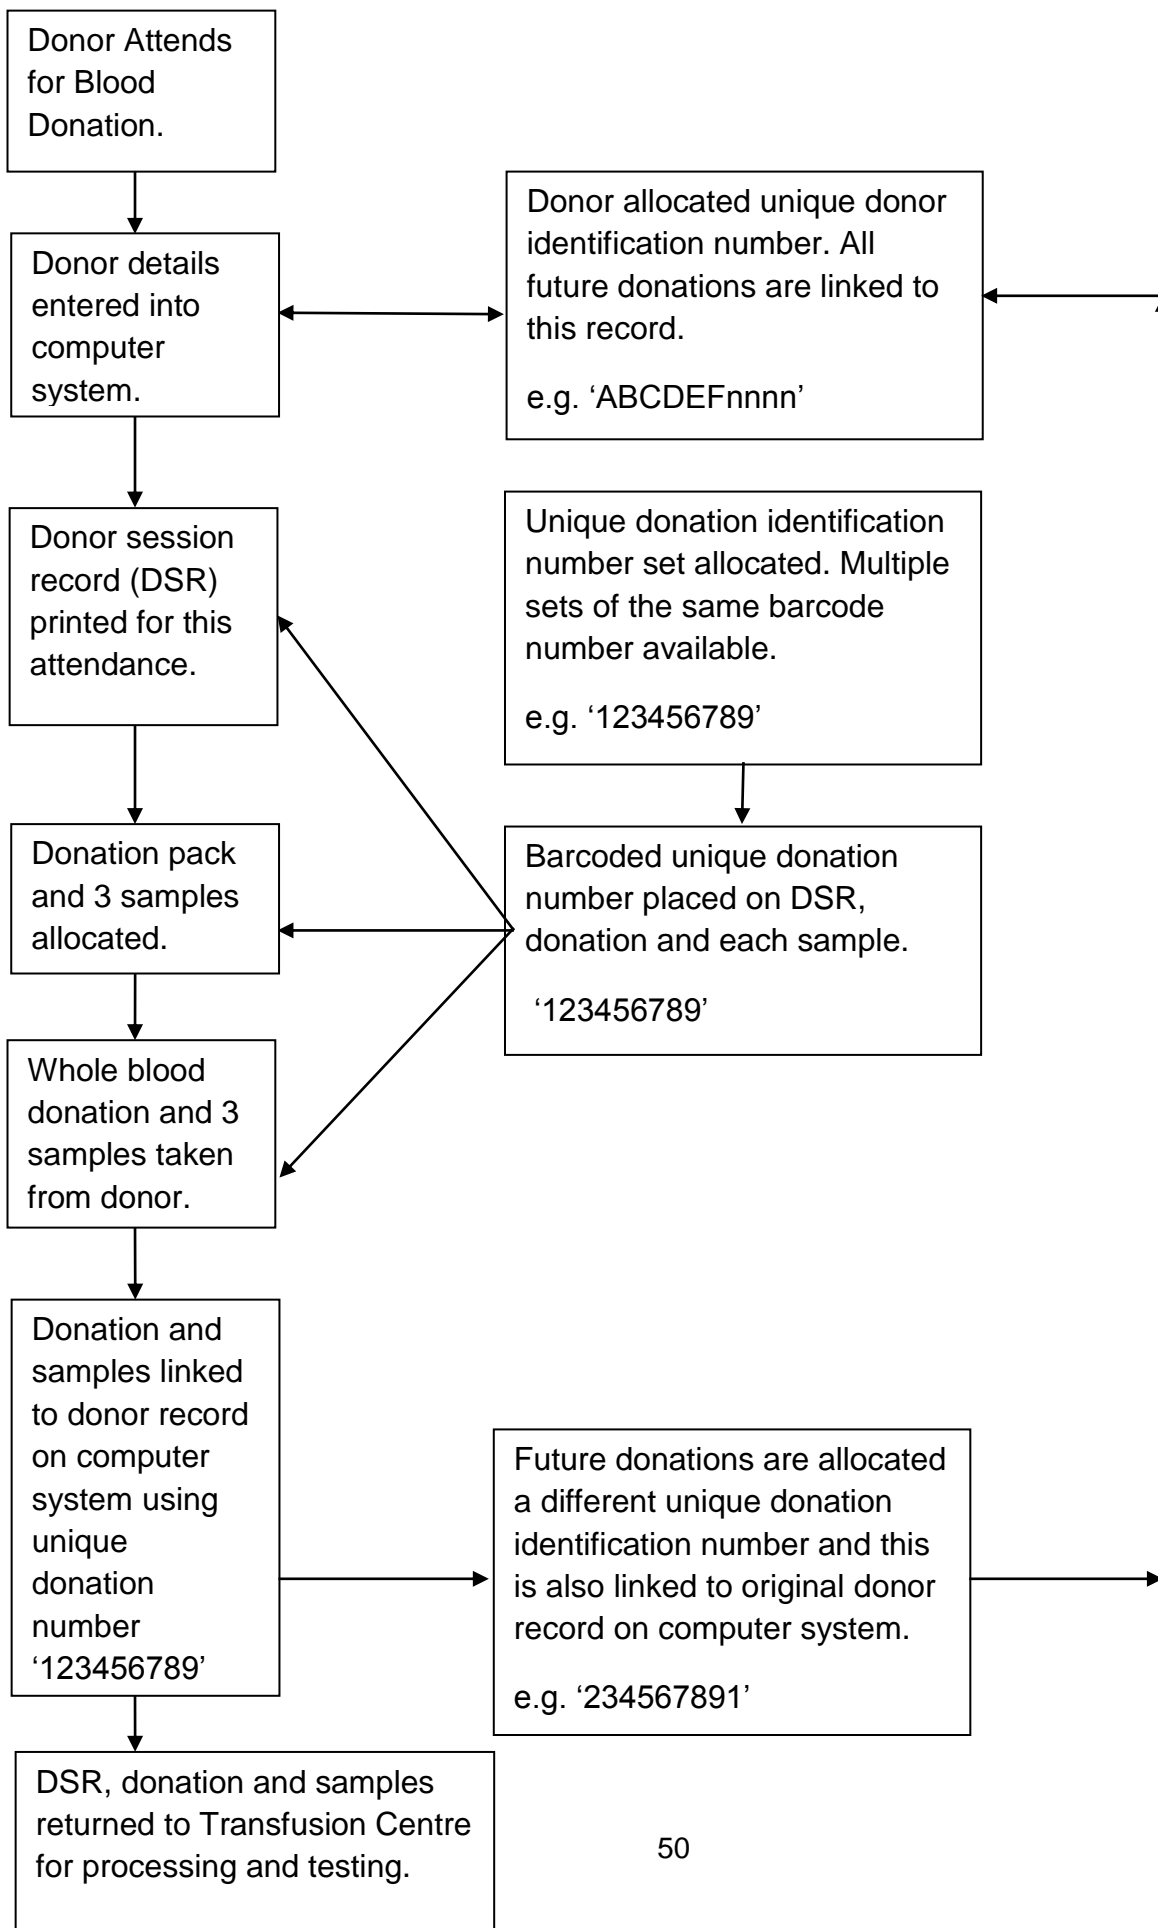 Donor Attends
for Blood
Donation.
Donor details
entered into
computer
system.
Donor allocated unique donor
identification number. All
future donations are linked to
this record.
e.g. ‘ABCDEFnnnn’
Donor session
record (DSR)
printed for this
attendance.
Unique donation identification
number set allocated. Multiple
sets of the same barcode
number available.
e.g. ‘123456789’
Donation pack
and 3 samples
allocated.
Barcoded unique donation
number placed on DSR,
donation and each sample.
‘123456789’
Whole blood
donation and 3
samples taken
from donor.
Donation and
samples linked
to donor record
on computer
system using
unique
donation
number
‘123456789’
Future donations are allocated
a different unique donation
identification number and this
is also linked to original donor
record on computer system.
e.g. ‘234567891’
DSR, donation and samples
returned to Transfusion Centre
for processing and testing.
50